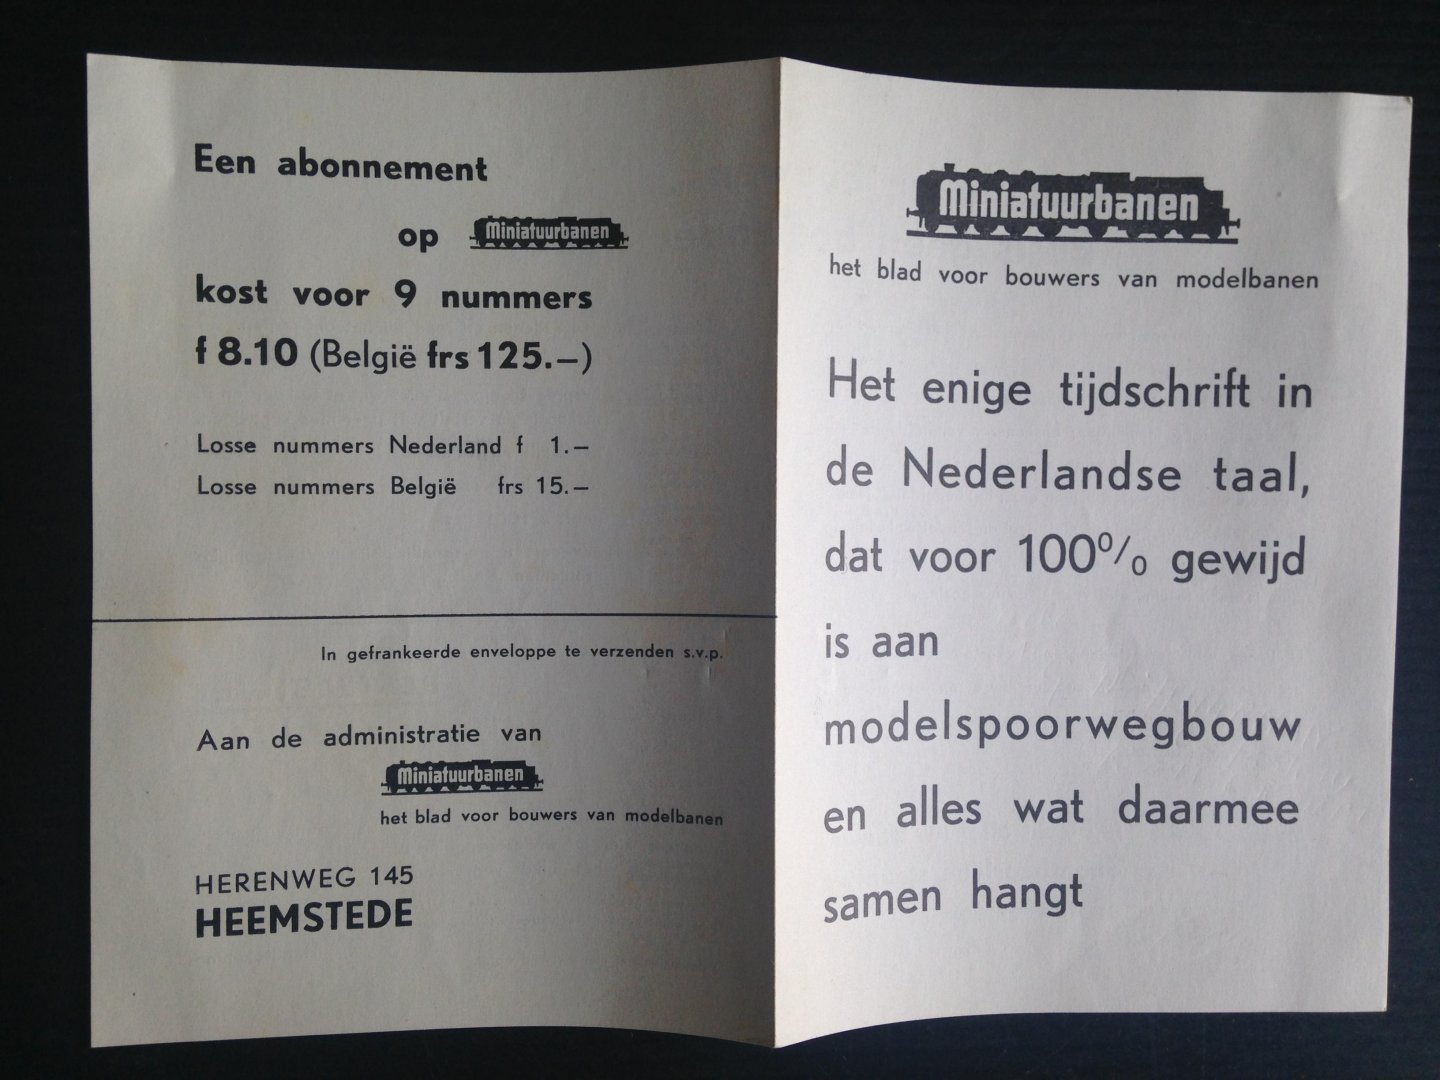 Een abonnement
op Miniatuurbanen
kost voor 9 nummers
f 8.10 (België frs 125.—)
Losse nummers Nederland f 1.—
Losse nummers België frs 15.—
In gefrankeerde enveloppe te verzenden s.v.p.
Aan de administratie van
Miniatuurbanen
het blad voor bouwers van modelbanen
HERENWEG 145
HEEMSTEDE
Miniatuurbanen
het blad voor bouwers van modelbanen
Het enige tijdschrift in
de Nederlandse taal,
dat voor 100% gewijd
is aan
modelspoorwegbouw
en alles wat daarmee
samen hangt